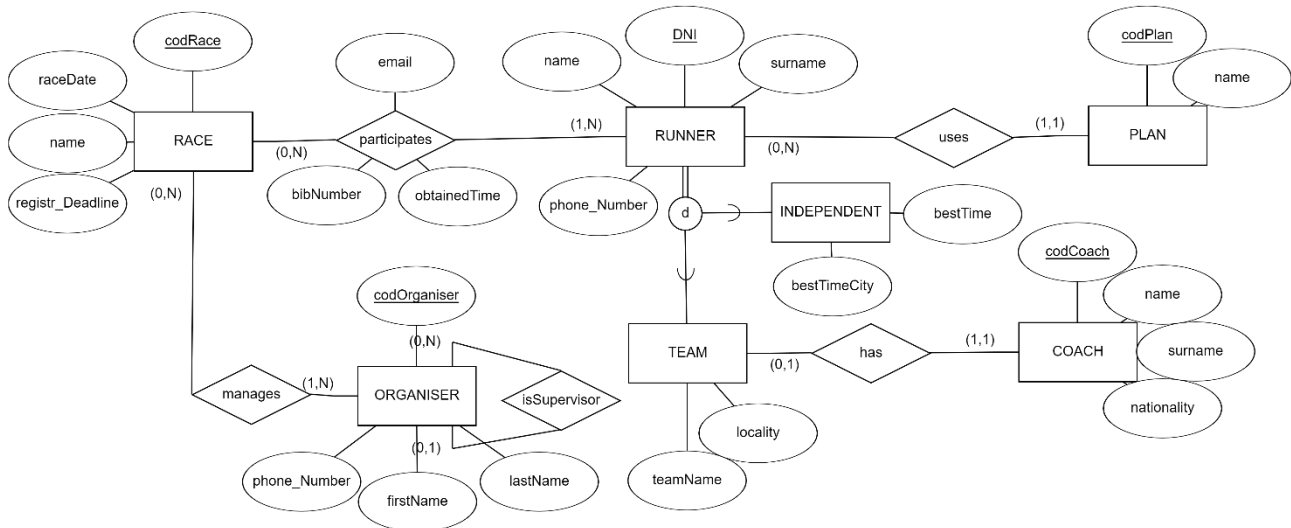 codRace
raceDate
name
registr_Deadline
RACE
(0,N)
(0,N)
email
participates
bibNumber
obtainedTime
(1,N)
name
DNI
surname
RUNNER
phone_Number
(0,N)
uses
(1,1)
codPlan
name
PLAN
d
INDEPENDENT
bestTime
bestTimeCity
TEAM
teamName
locality
(0,1)
has
(1,1)
codCoach
name
surname
nationality
COACH
manages
(1,N)
codOrganiser
(0,N)
ORGANISER
(0,1)
isSupervisor
phone_Number
firstName
lastName